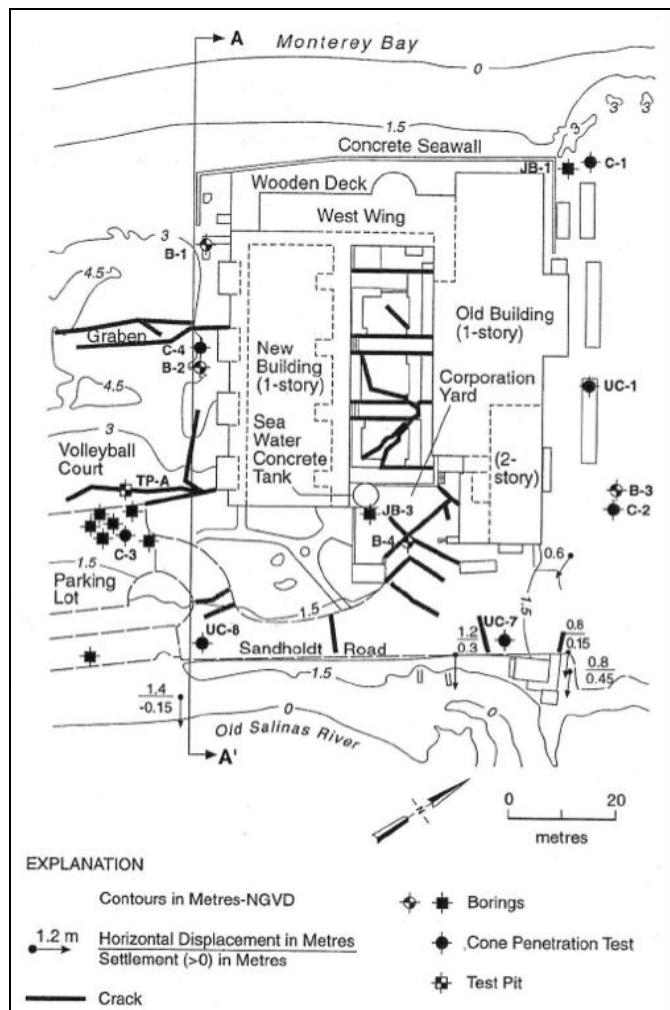 A
Monterey Bay
0
3
3
1.5
3
Concrete Seawall
JB-1
C-1
Wooden Deck
West Wing
3
B-1
4.5
Old Building
(1-story)
Graben
C-4
New
Building
(1-story)
B-2
Corporation
Yard
UC-1
4.5
3
Sea
Water
Concrete
Tank
(2-
story)
Volleyball
Court
TP-A
B-3
JB-3
C-2
B-4
C-3
1.5
0.6
Parking
Lot
1.5
1.5
UC-8
UC-7
1.2
0.3
0.8
0.15
Sandholdt Road
1.5
0.8
0.45
1.4
-0.15
0
0
Old Salinas River
A'
N
0 20
metres
EXPLANATION
Contours in Metres-NGVD
Borings
1.2 m
Horizontal Displacement in Metres
Settlement (>0) in Metres
Cone Penetration Test
Test Pit
Crack